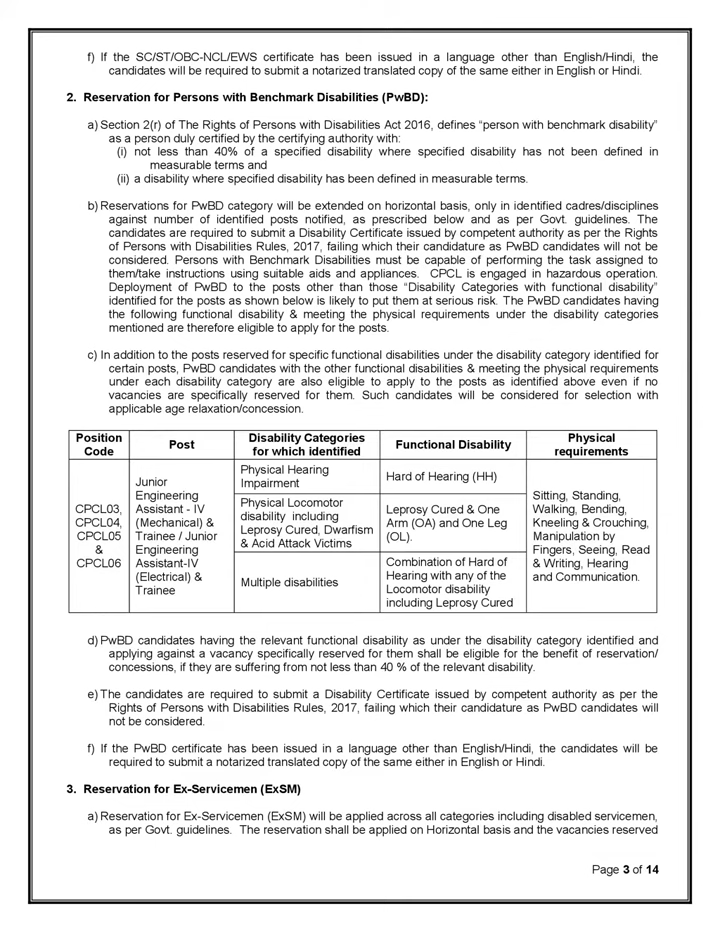 f) If the SC/ST/OBC-NCL/EWS certificate has been issued in a language other than English/Hindi, the
candidates will be required to submit a notarized translated copy of the same either in English or Hindi.
2. Reservation for Persons with Benchmark Disabilities (PwBD):
a) Section 2(r) of The Rights of Persons with Disabilities Act 2016, defines “person with benchmark disability”
as a person duly certified by the certifying authority with:
(i) not less than 40% of a specified disability where specified disability has not been defined in
measurable terms and
(ii) a disability where specified disability has been defined in measurable terms.
b) Reservations for PwBD category will be extended on horizontal basis, only in identified cadres/disciplines
against number of identified posts notified, as prescribed below and as per Govt. guidelines. The
candidates are required to submit a Disability Certificate issued by competent authority as per the Rights
of Persons with Disabilities Rules, 2017, failing which their candidature as PwBD candidates will not be
considered. Persons with Benchmark Disabilities must be capable of performing the task assigned to
them/take instructions using suitable aids and appliances. CPCL is engaged in hazardous operation.
Deployment of PwBD to the posts other than those “Disability Categories with functional disability”
identified for the posts as shown below is likely to put them at serious risk. The PwBD candidates having
the following functional disability & meeting the physical requirements under the disability categories
mentioned are therefore eligible to apply for the posts.
c) In addition to the posts reserved for specific functional disabilities under the disability category identified for
certain posts, PwBD candidates with the other functional disabilities & meeting the physical requirements
under each disability category are also eligible to apply to the posts as identified above even if no
vacancies are specifically reserved for them. Such candidates will be considered for selection with
applicable age relaxation/concession.
Position
Code
Post
Disability Categories
for which identified
Functional Disability
Physical
requirements
CPCL03,
CPCL04,
CPCL05
&
CPCL06
Junior
Engineering
Assistant - IV
(Mechanical) &
Trainee / Junior
Engineering
Assistant-IV
(Electrical) &
Trainee
Physical Hearing
Impairment
Hard of Hearing (HH)
Physical Locomotor
disability including
Leprosy Cured, Dwarfism
& Acid Attack Victims
Leprosy Cured & One
Arm (OA) and One Leg
(OL).
Multiple disabilities
Combination of Hard of
Hearing with any of the
Locomotor disability
including Leprosy Cured
Sitting, Standing,
Walking, Bending,
Kneeling & Crouching,
Manipulation by
Fingers, Seeing, Read
& Writing, Hearing
and Communication.
d) PwBD candidates having the relevant functional disability as under the disability category identified and
applying against a vacancy specifically reserved for them shall be eligible for the benefit of reservation/
concessions, if they are suffering from not less than 40 % of the relevant disability.
e) The candidates are required to submit a Disability Certificate issued by competent authority as per the
Rights of Persons with Disabilities Rules, 2017, failing which their candidature as PwBD candidates will
not be considered.
f) If the PwBD certificate has been issued in a language other than English/Hindi, the candidates will be
required to submit a notarized translated copy of the same either in English or Hindi.
3. Reservation for Ex-Servicemen (ExSM)
a) Reservation for Ex-Servicemen (ExSM) will be applied across all categories including disabled servicemen,
as per Govt. guidelines. The reservation shall be applied on Horizontal basis and the vacancies reserved
Page 3 of 14